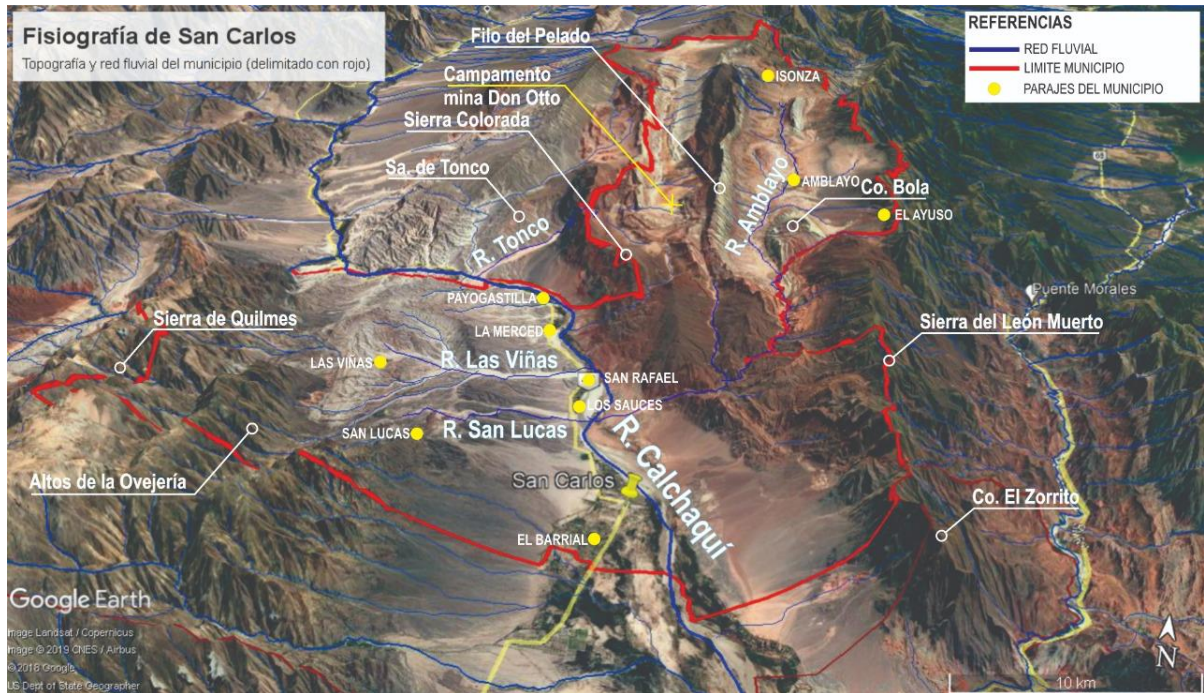 Fisiografía de San Carlos
Topografía y red fluvial del municipio (delimitado con rojo)
REFERENCIAS
RED FLUVIAL
LIMITE MUNICIPIO
PARAJES DEL MUNICIPIO
Filo del Pelado
Campamento
mina Don Otto
Sierra Colorada
Sa. de Tonco
ISONZA
R. Tonco
R. Amblayo
AMBLAYO
Co. Bola
EL AYUSO
Puente Morales
PAYOGASTILLA
Sierra de Quilmes
LA MERCED
Sierra del León Muerto
LAS VIÑAS
R. Las Viñas
SAN RAFAEL
LOS SAUCES
SAN LUCAS
R. San Lucas
R. Calchaquí
Altos de la Ovejería
San Carlos
Co. El Zorrito
EL BARRIAL
Google Earth
Image Landsat / Copernicus
Image © 2019 CNES / Airbus
©2018 Google
US Dept of State Geographer
N
10 km